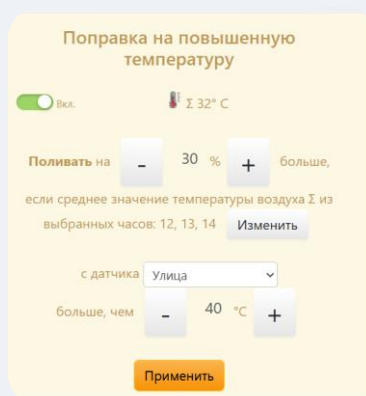 Поправка на повышенную
температуру
Вкл.
Σ 32° C
Поливать на - 30 % + больше,
если среднее значение температуры воздуха Σ из
выбранных часов: 12, 13, 14 Изменить
с датчика Улица
больше, чем - 40 °C +
Применить